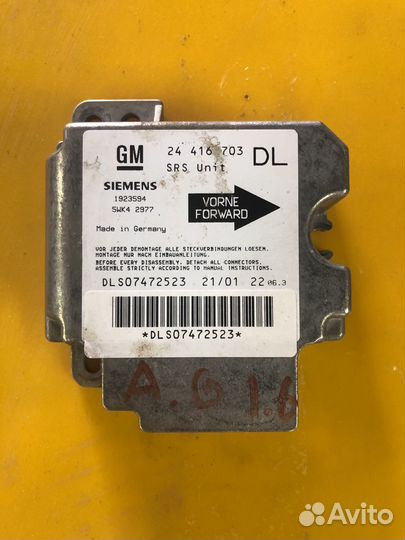 GM 24 416 703 DL
SRS Unit
SIEMENS
1923594
5WK4 2977
VORNE
FORWARD
Made in Germany
VOR JEDER DEMONTAGE ALLE STECKVERBINDUNGEN LOESEN.
MONTAGE NUR NACH EINBAUANLEITUNG.
BEFORE EVERY DISASSEMBLY, DETACH ALL CONNECTORS.
ASSEMBLE STRICTLY ACCORDING TO MANUAL INSTRUCTIONS.
DLS07472523 21/01 22 06.3
*DLS07472523*
A.G 1.6
Avito